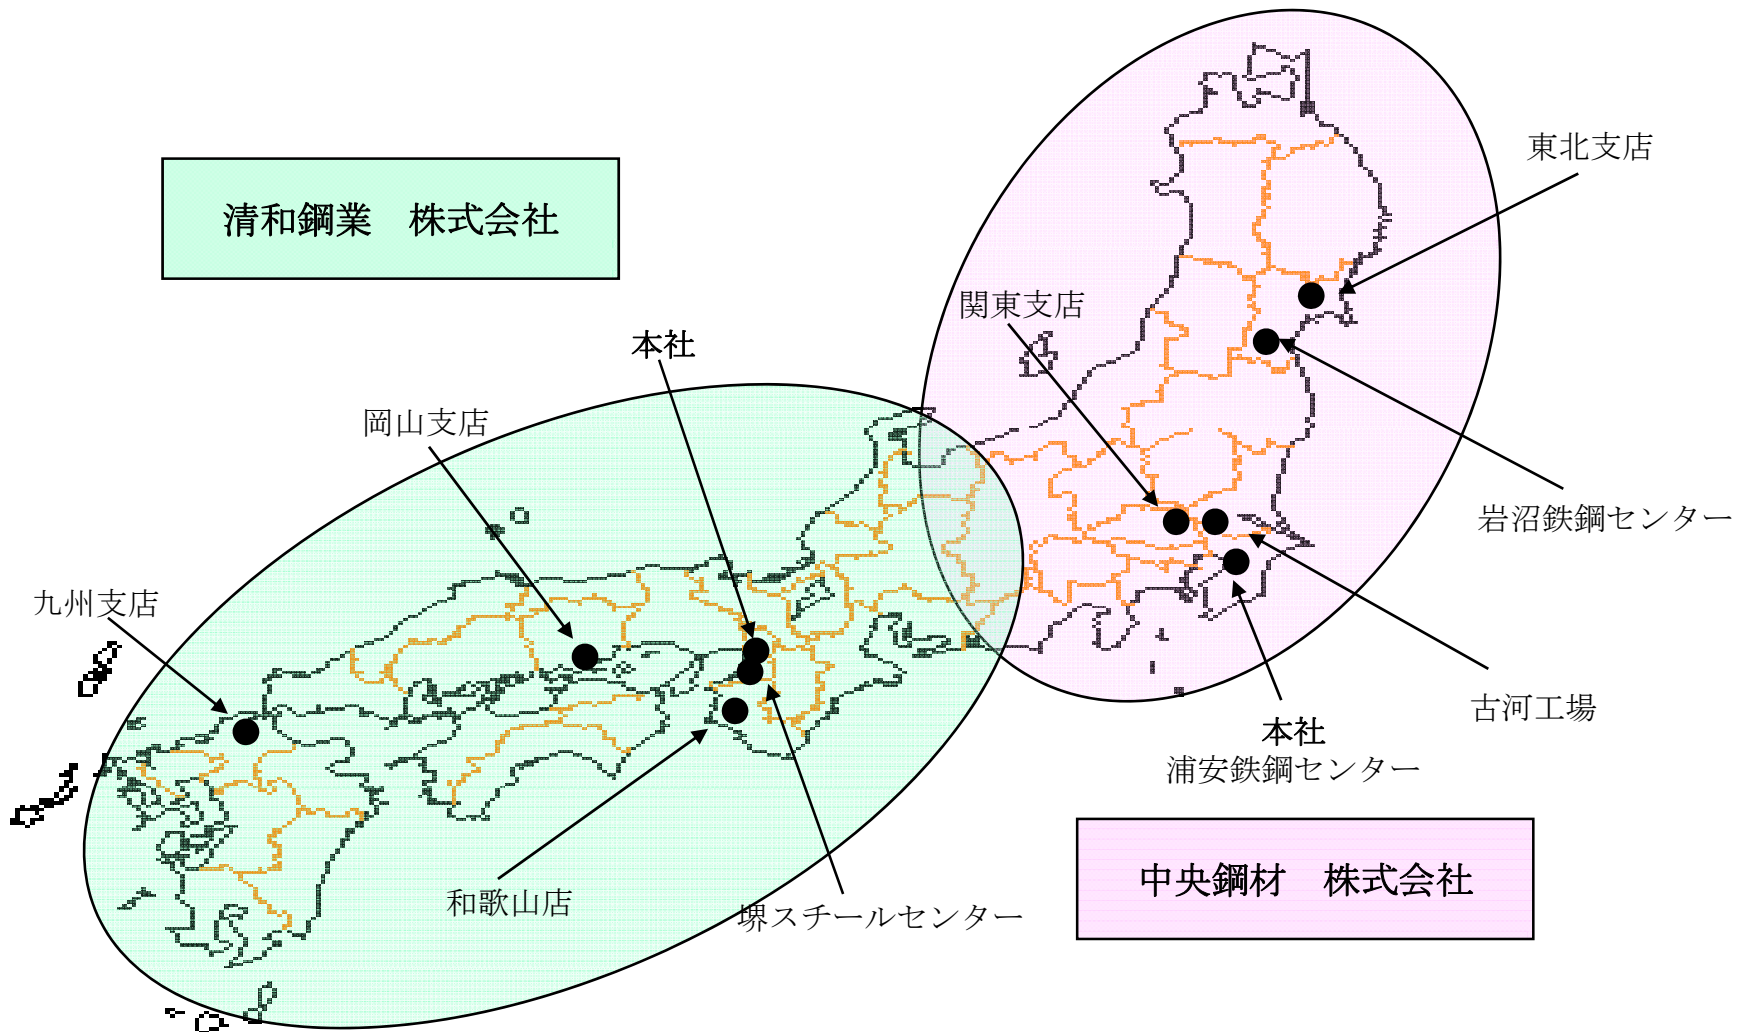 東北支店
清和鋼業 株式会社
関東支店
本社
岡山支店
岩沼鉄鋼センター
九州支店
古河工場
本社
浦安鉄鋼センター
中央鋼材 株式会社
和歌山店
堺スチールセンター